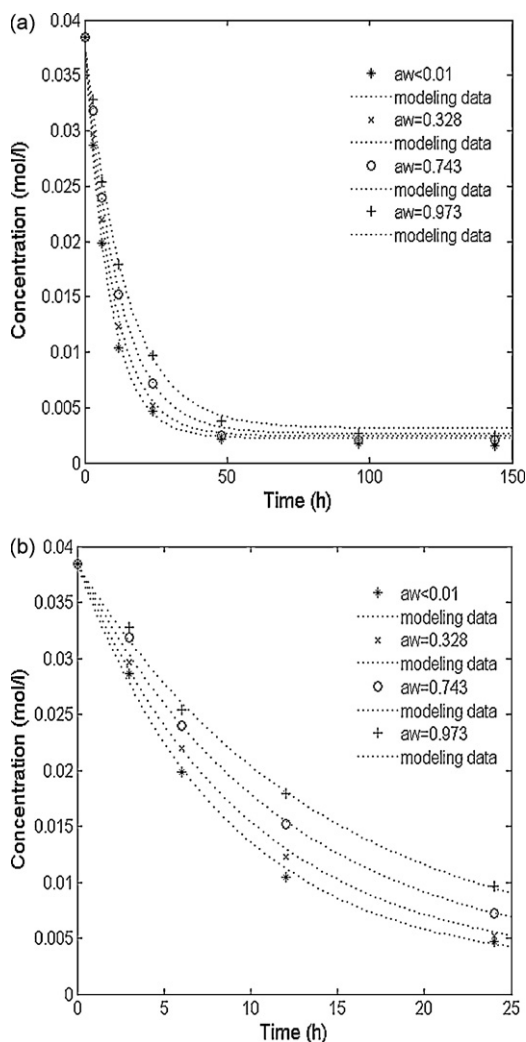 (a)
0.04
0.035
0.03
0.025
0.02
0.015
0.01
0.005
0
Concentration (mol/l)
aw<0.01
modeling data
aw=0.328
modeling data
aw=0.743
modeling data
aw=0.973
modeling data
0 50 100 150
Time (h)
(b)
0.04
0.035
0.03
0.025
0.02
0.015
0.01
0.005
0
Concentration (mol/l)
aw<0.01
modeling data
aw=0.328
modeling data
aw=0.743
modeling data
aw=0.973
modeling data
0 5 10 15 20 25
Time (h)